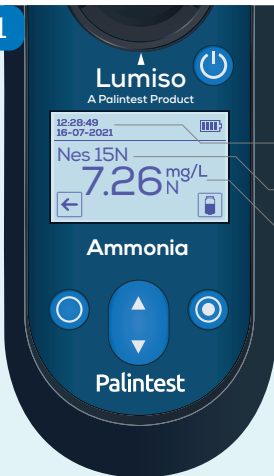 1
Lumiso
A Palintest Product
12:28:49
16-07-2021
Nes 15N
7.26 mg/L
N
Ammonia
Palintest